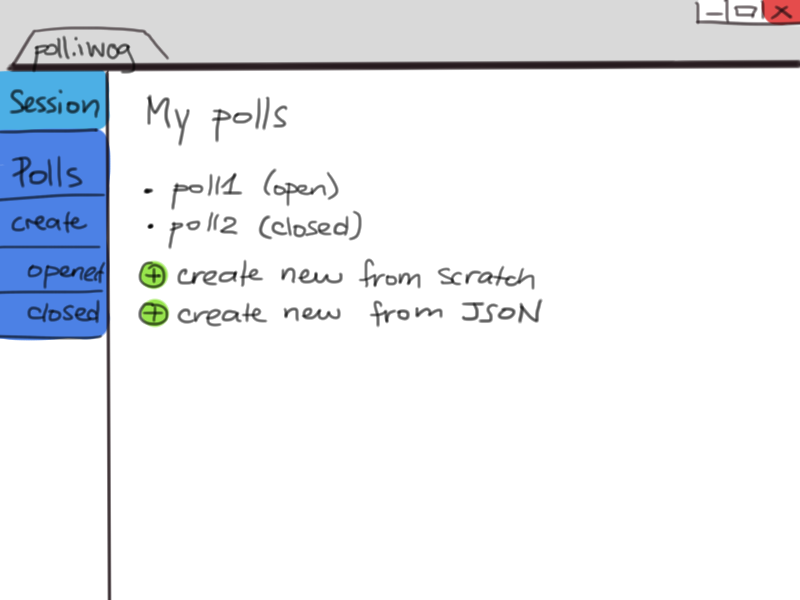 poll.iwog
Session
Polls
create
opened
closed
My polls
• poll1 (open)
• poll2 (closed)
+ create new from scratch
+ create new from JSON